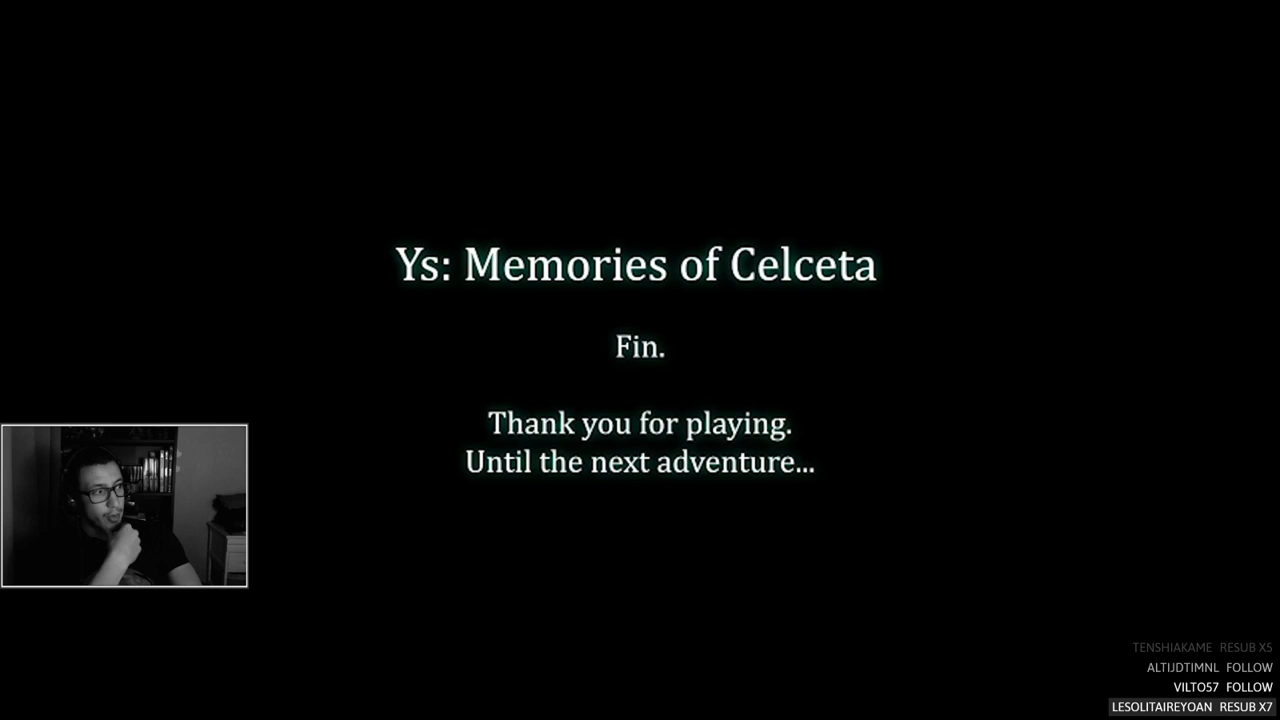 Ys: Memories of Celceta
Fin.
Thank you for playing.
Until the next adventure...
TENSHIAKAME RESUB X5
ALTIJDTIMNL FOLLOW
VILTO57 FOLLOW
LESOLITAIREYOAN RESUB X7